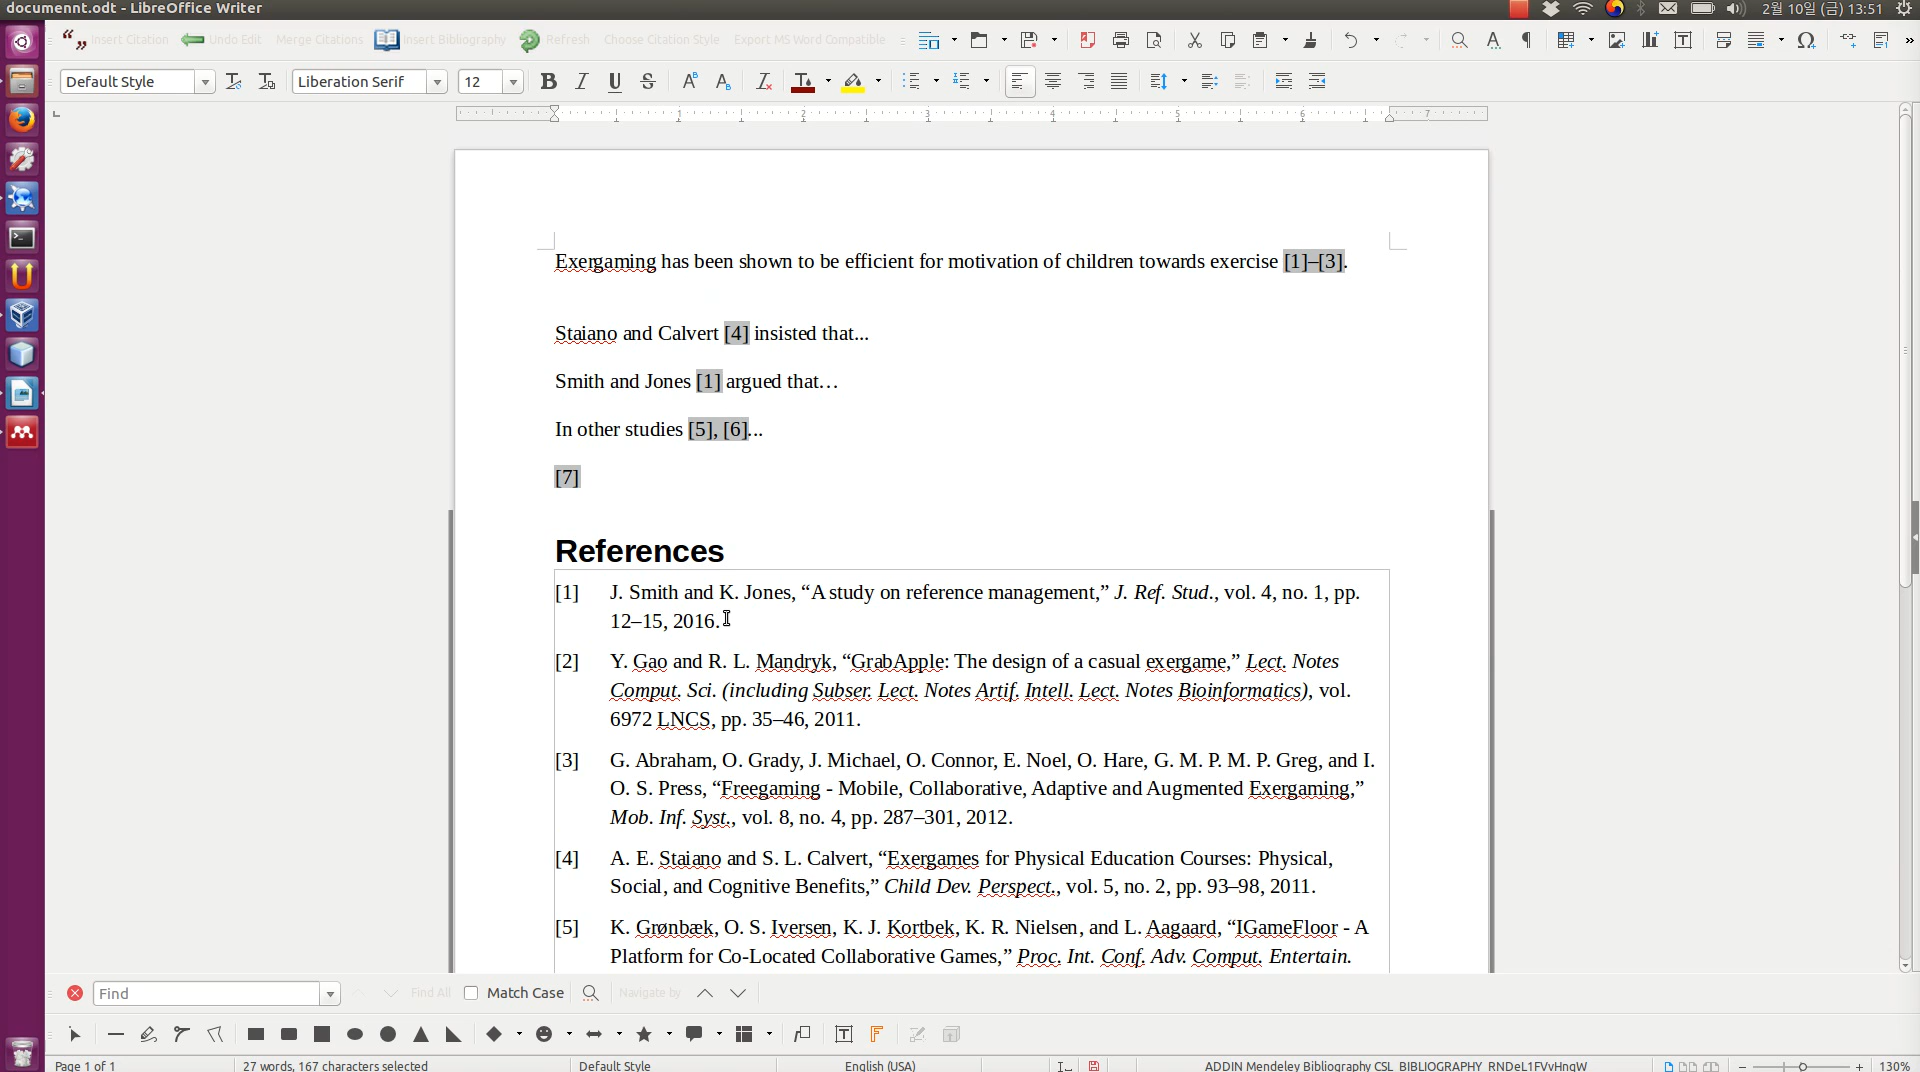 documennt.odt - LibreOffice Writer
2월 10일 (금) 13:51
Insert Citation Undo Edit Merge Citations Insert Bibliography Refresh Choose Citation Style Export MS Word Compatible
Default Style Liberation Serif 12
1 2 3 4 5 6 7
Exergaming has been shown to be efficient for motivation of children towards exercise [1]–[3].
Staiano and Calvert [4] insisted that...
Smith and Jones [1] argued that…
In other studies [5], [6]...
[7]
References
[1] J. Smith and K. Jones, “A study on reference management,” J. Ref. Stud., vol. 4, no. 1, pp.
12–15, 2016.
[2] Y. Gao and R. L. Mandryk, “GrabApple: The design of a casual exergame,” Lect. Notes
Comput. Sci. (including Subser. Lect. Notes Artif. Intell. Lect. Notes Bioinformatics), vol.
6972 LNCS, pp. 35–46, 2011.
[3] G. Abraham, O. Grady, J. Michael, O. Connor, E. Noel, O. Hare, G. M. P. M. P. Greg, and I.
O. S. Press, “Freegaming - Mobile, Collaborative, Adaptive and Augmented Exergaming,”
Mob. Inf. Syst., vol. 8, no. 4, pp. 287–301, 2012.
[4] A. E. Staiano and S. L. Calvert, “Exergames for Physical Education Courses: Physical,
Social, and Cognitive Benefits,” Child Dev. Perspect., vol. 5, no. 2, pp. 93–98, 2011.
[5] K. Grønbæk, O. S. Iversen, K. J. Kortbek, K. R. Nielsen, and L. Aagaard, “IGameFloor - A
Platform for Co-Located Collaborative Games,” Proc. Int. Conf. Adv. Comput. Entertain.
Find Find All Match Case Navigate by
Page 1 of 1 27 words, 167 characters selected Default Style English (USA) ADDIN Mendeley Bibliography CSL_BIBLIOGRAPHY RNDeL1FVvHngW 130%